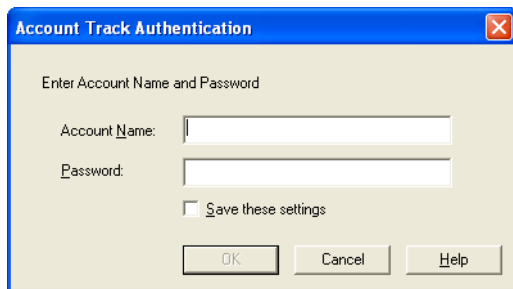 Account Track Authentication
Enter Account Name and Password
Account Name:
Password:
Save these settings
OK Cancel Help